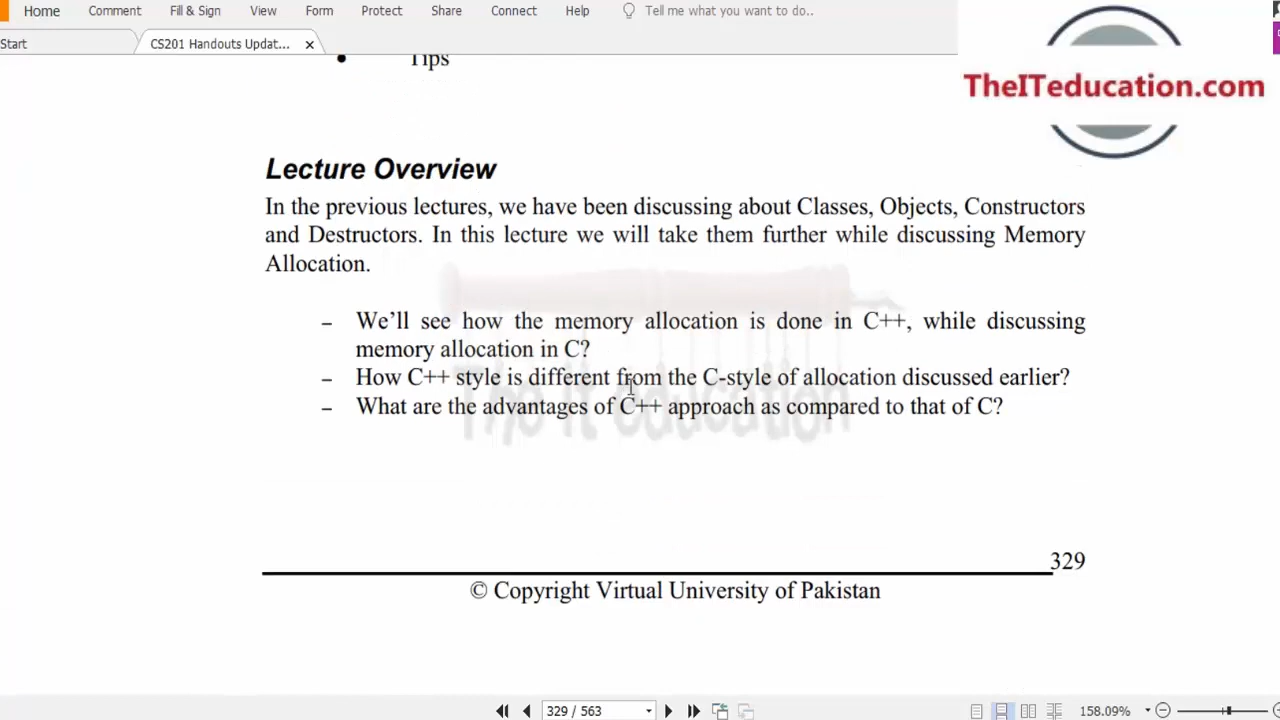 Home Comment Fill & Sign View Form Protect Share Connect Help Tell me what you want to do..
Start CS201 Handouts Updat... ×
TheITeducation.com
• Tips
Lecture Overview
In the previous lectures, we have been discussing about Classes, Objects, Constructors
and Destructors. In this lecture we will take them further while discussing Memory
Allocation.
– We'll see how the memory allocation is done in C++, while discussing
memory allocation in C?
– How C++ style is different from the C-style of allocation discussed earlier?
– What are the advantages of C++ approach as compared to that of C?
The It education
329
© Copyright Virtual University of Pakistan
329 / 563 158.09%